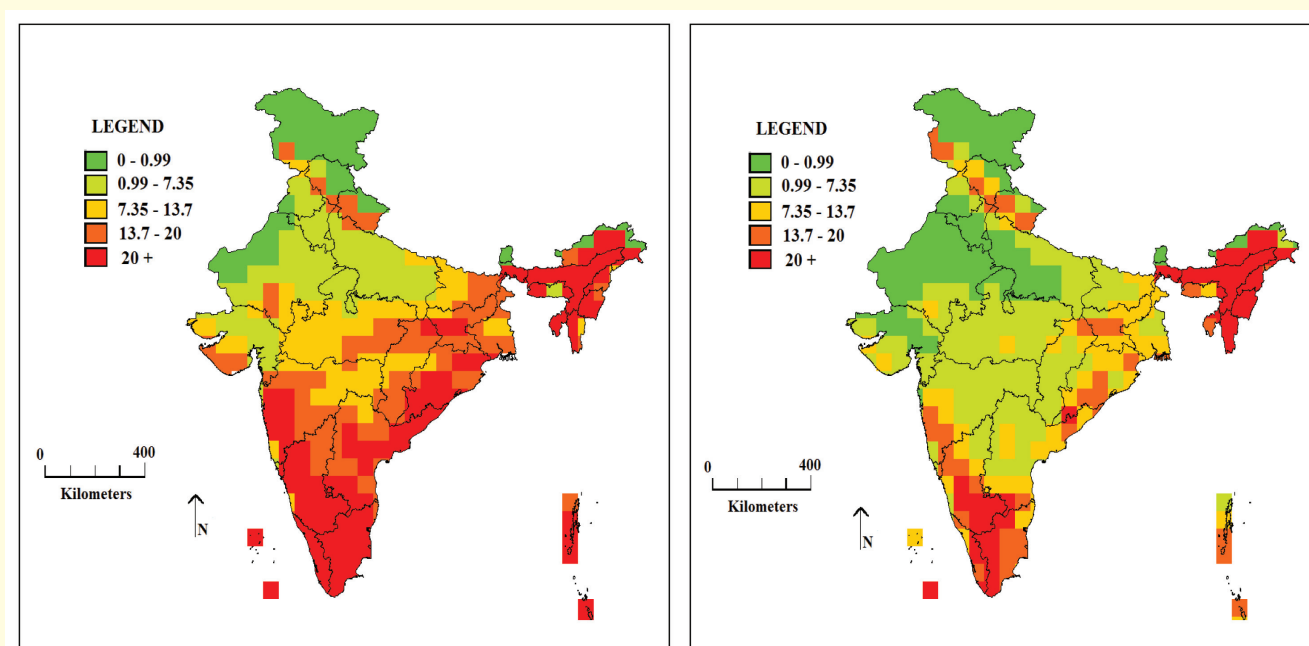 LEGEND
0 - 0.99
0.99 - 7.35
7.35 - 13.7
13.7 - 20
20 +
0 400
Kilometers
N
LEGEND
0 - 0.99
0.99 - 7.35
7.35 - 13.7
13.7 - 20
20 +
0 400
Kilometers
N